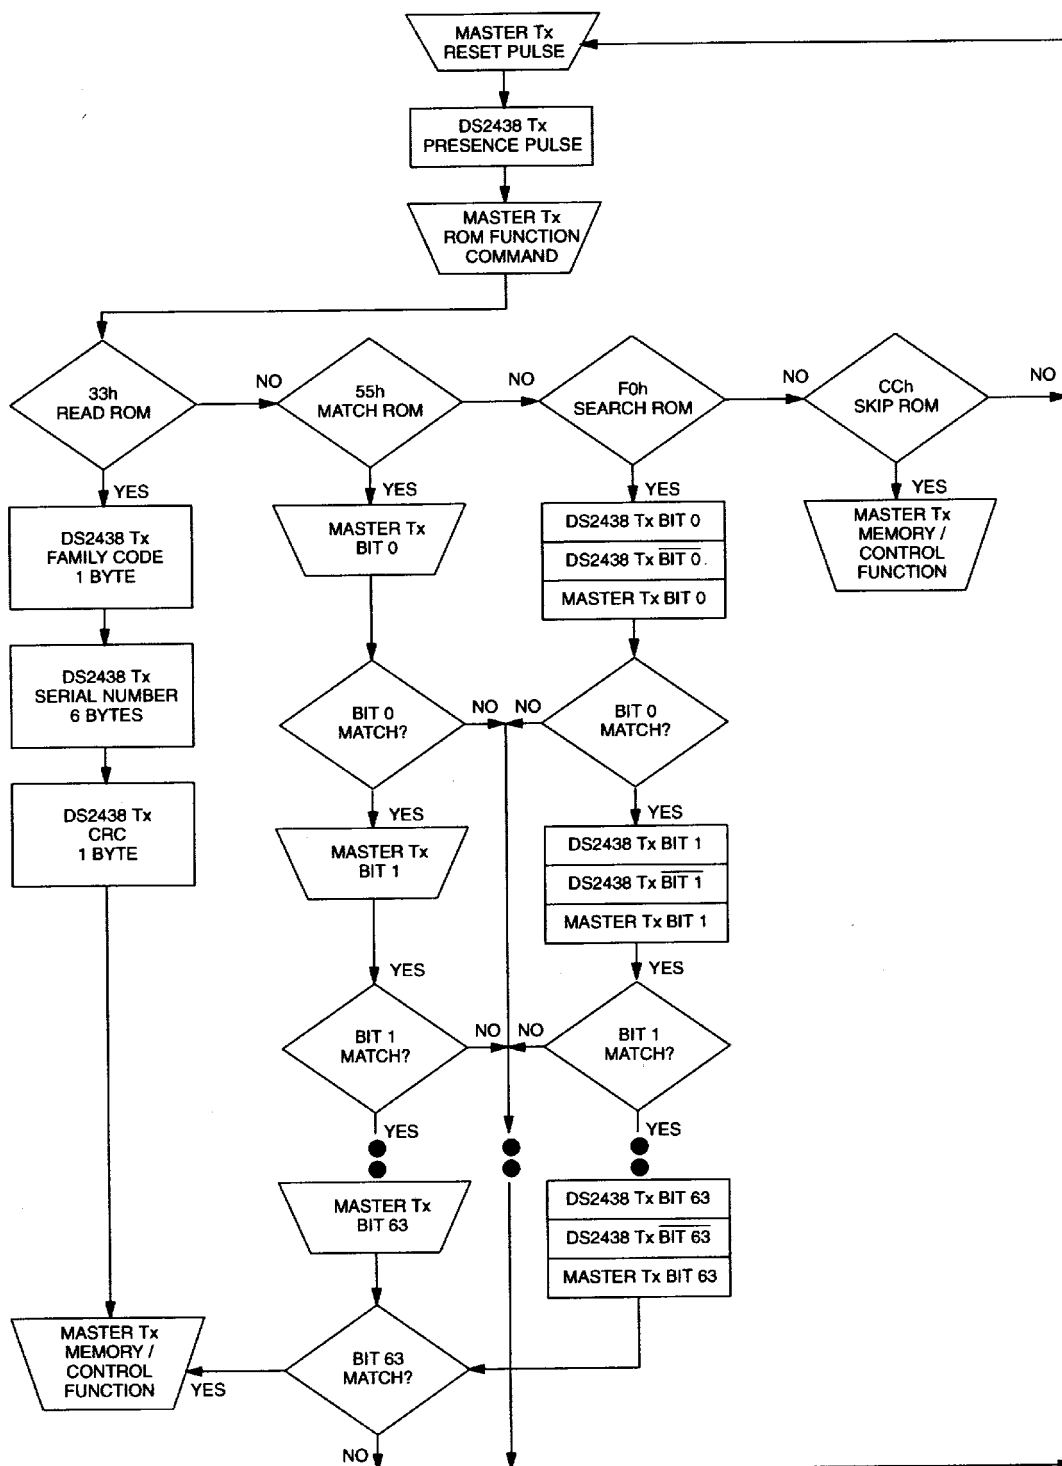 MASTER Tx
RESET PULSE
DS2438 Tx
PRESENCE PULSE
MASTER Tx
ROM FUNCTION
COMMAND
33h
READ ROM
NO
55h
MATCH ROM
NO
F0h
SEARCH ROM
NO
CCh
SKIP ROM
NO
YES
YES
YES
YES
DS2438 Tx
FAMILY CODE
1 BYTE
DS2438 Tx
SERIAL NUMBER
6 BYTES
DS2438 Tx
CRC
1 BYTE
MASTER Tx
BIT 0
BIT 0
MATCH?
NO
YES
MASTER Tx
BIT 1
YES
BIT 1
MATCH?
NO
YES
MASTER Tx
BIT 63
BIT 63
MATCH?
YES
NO
DS2438 Tx BIT 0
DS2438 Tx B̅I̅T̅ ̅0̅
MASTER Tx BIT 0
NO
BIT 0
MATCH?
YES
DS2438 Tx BIT 1
DS2438 Tx B̅I̅T̅ ̅1̅
MASTER Tx BIT 1
YES
NO
BIT 1
MATCH?
YES
DS2438 Tx BIT 63
DS2438 Tx B̅I̅T̅ ̅6̅3̅
MASTER Tx BIT 63
MASTER Tx
MEMORY /
CONTROL
FUNCTION
MASTER Tx
MEMORY /
CONTROL
FUNCTION